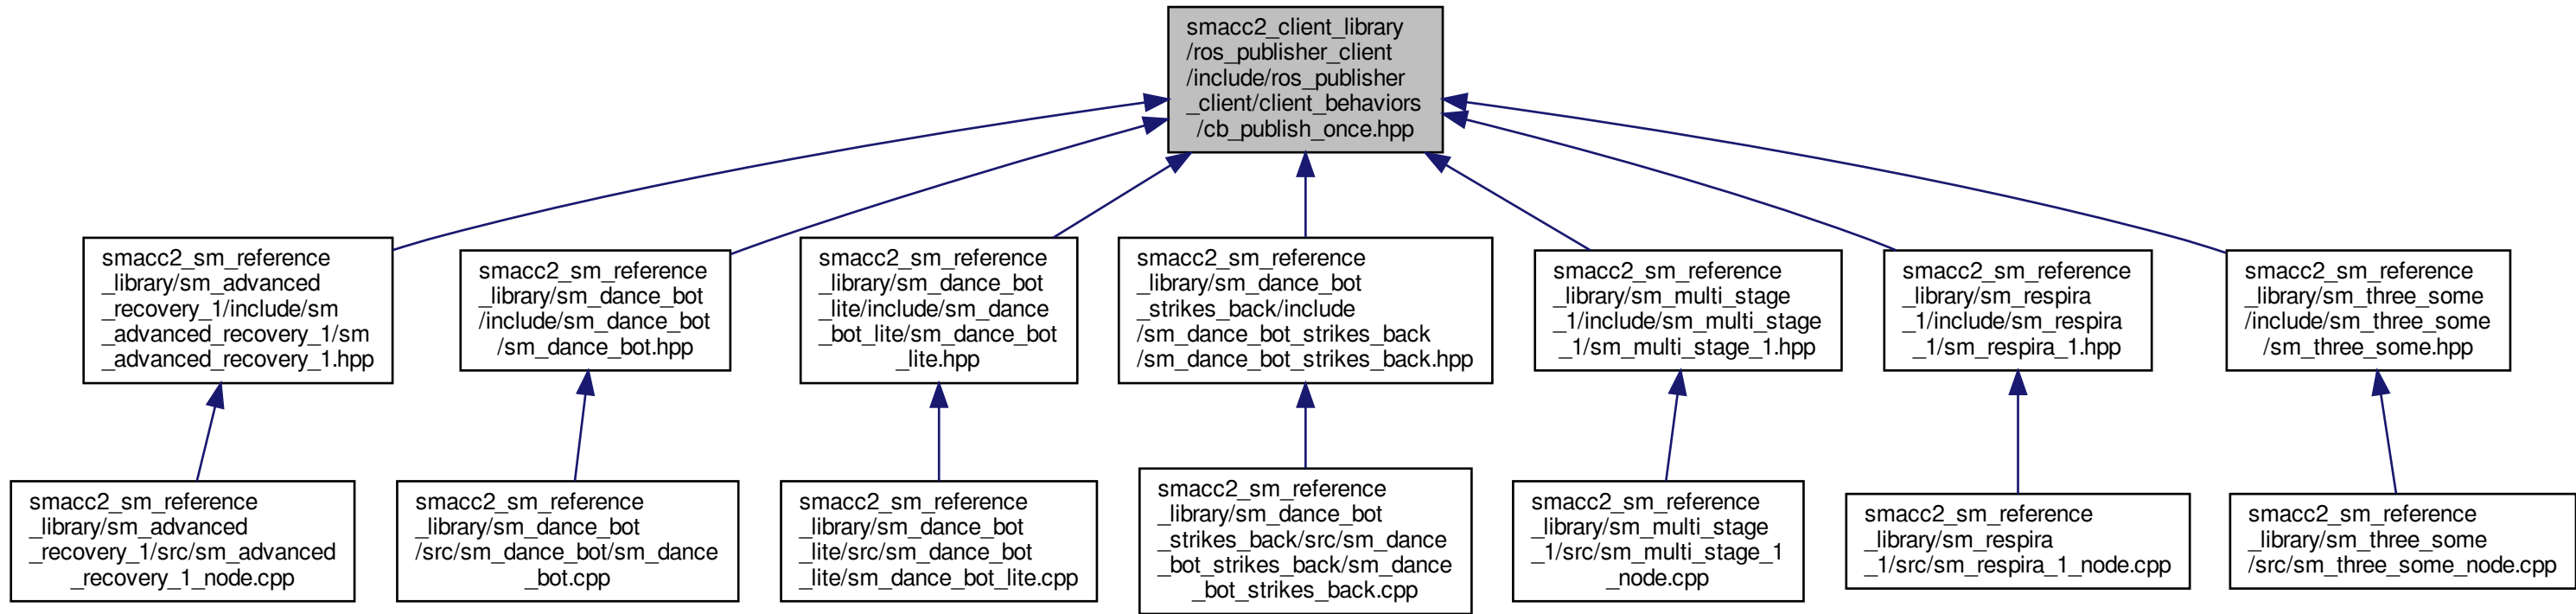 smacc2_client_library
/ros_publisher_client
/include/ros_publisher
_client/client_behaviors
/cb_publish_once.hpp
smacc2_sm_reference
_library/sm_advanced
_recovery_1/include/sm
_advanced_recovery_1/sm
_advanced_recovery_1.hpp
smacc2_sm_reference
_library/sm_dance_bot
/include/sm_dance_bot
/sm_dance_bot.hpp
smacc2_sm_reference
_library/sm_dance_bot
_lite/include/sm_dance
_bot_lite/sm_dance_bot
_lite.hpp
smacc2_sm_reference
_library/sm_dance_bot
_strikes_back/include
/sm_dance_bot_strikes_back
/sm_dance_bot_strikes_back.hpp
smacc2_sm_reference
_library/sm_multi_stage
_1/include/sm_multi_stage
_1/sm_multi_stage_1.hpp
smacc2_sm_reference
_library/sm_respira
_1/include/sm_respira
_1/sm_respira_1.hpp
smacc2_sm_reference
_library/sm_three_some
/include/sm_three_some
/sm_three_some.hpp
smacc2_sm_reference
_library/sm_advanced
_recovery_1/src/sm_advanced
_recovery_1_node.cpp
smacc2_sm_reference
_library/sm_dance_bot
/src/sm_dance_bot/sm_dance
_bot.cpp
smacc2_sm_reference
_library/sm_dance_bot
_lite/src/sm_dance_bot
_lite/sm_dance_bot_lite.cpp
smacc2_sm_reference
_library/sm_dance_bot
_strikes_back/src/sm_dance
_bot_strikes_back/sm_dance
_bot_strikes_back.cpp
smacc2_sm_reference
_library/sm_multi_stage
_1/src/sm_multi_stage_1
_node.cpp
smacc2_sm_reference
_library/sm_respira
_1/src/sm_respira_1_node.cpp
smacc2_sm_reference
_library/sm_three_some
/src/sm_three_some_node.cpp